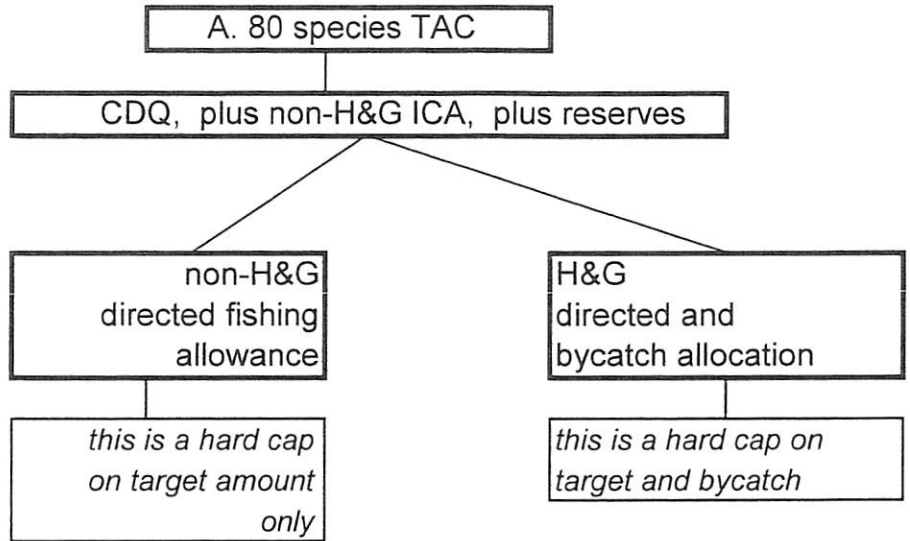 A. 80 species TAC
CDQ, plus non-H&G ICA, plus reserves
non-H&G
directed fishing
allowance
H&G
directed and
bycatch allocation
this is a hard cap
on target amount
only
this is a hard cap on
target and bycatch